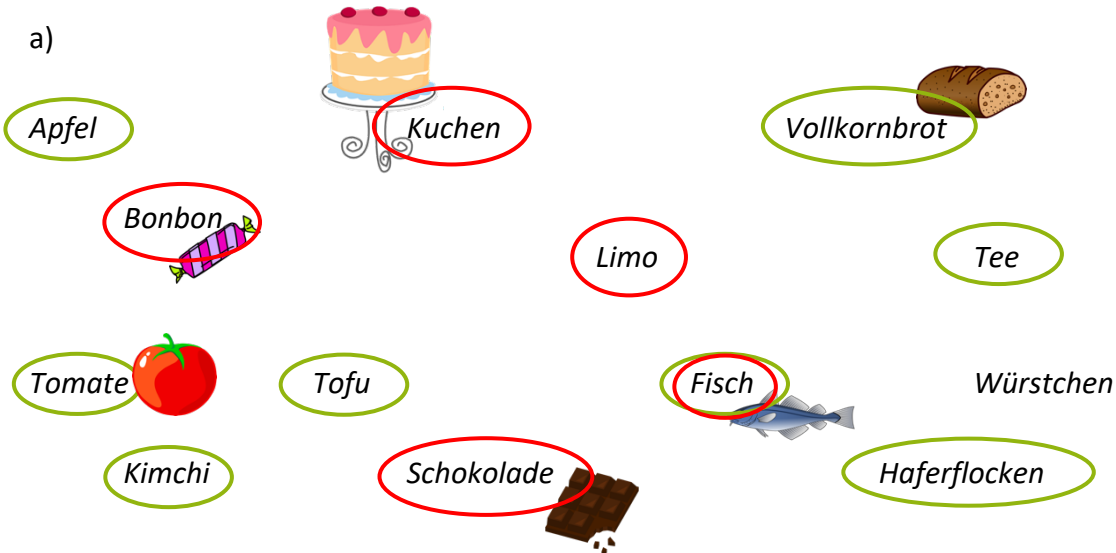 a)
Apfel
Kuchen
Vollkornbrot
Bonbon
Limo
Tee
Tomate
Tofu
Fisch
Würstchen
Kimchi
Schokolade
Haferflocken